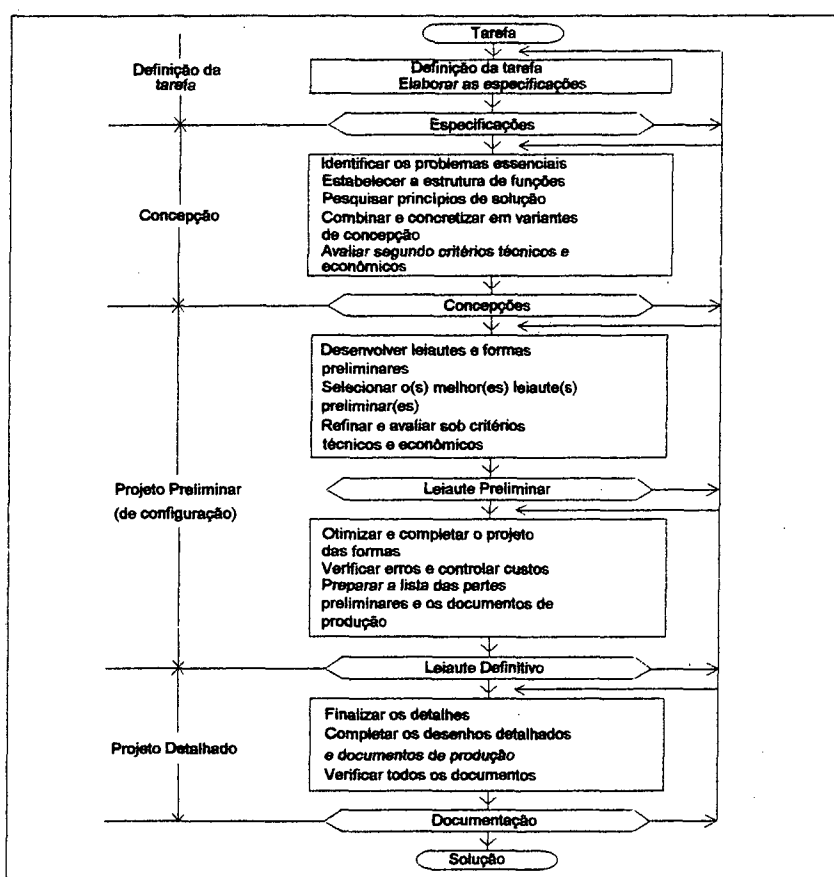 Tarefa
Definição da
tarefa
Definição da tarefa
Elaborar as especificações
Especificações
Concepção
Identificar os problemas essenciais
Estabelecer a estrutura de funções
Pesquisar princípios de solução
Combinar e concretizar em variantes
de concepção
Avaliar segundo critérios técnicos e
econômicos
Concepções
Projeto Preliminar
(de configuração)
Desenvolver leiautes e formas
preliminares
Selecionar o(s) melhor(es) leiaute(s)
preliminar(es)
Refinar e avaliar sob critérios
técnicos e econômicos
Leiaute Preliminar
Otimizar e completar o projeto
das formas
Verificar erros e controlar custos
Preparar a lista das partes
preliminares e os documentos de
produção
Leiaute Definitivo
Projeto Detalhado
Finalizar os detalhes
Completar os desenhos detalhados
e documentos de produção
Verificar todos os documentos
Documentação
Solução